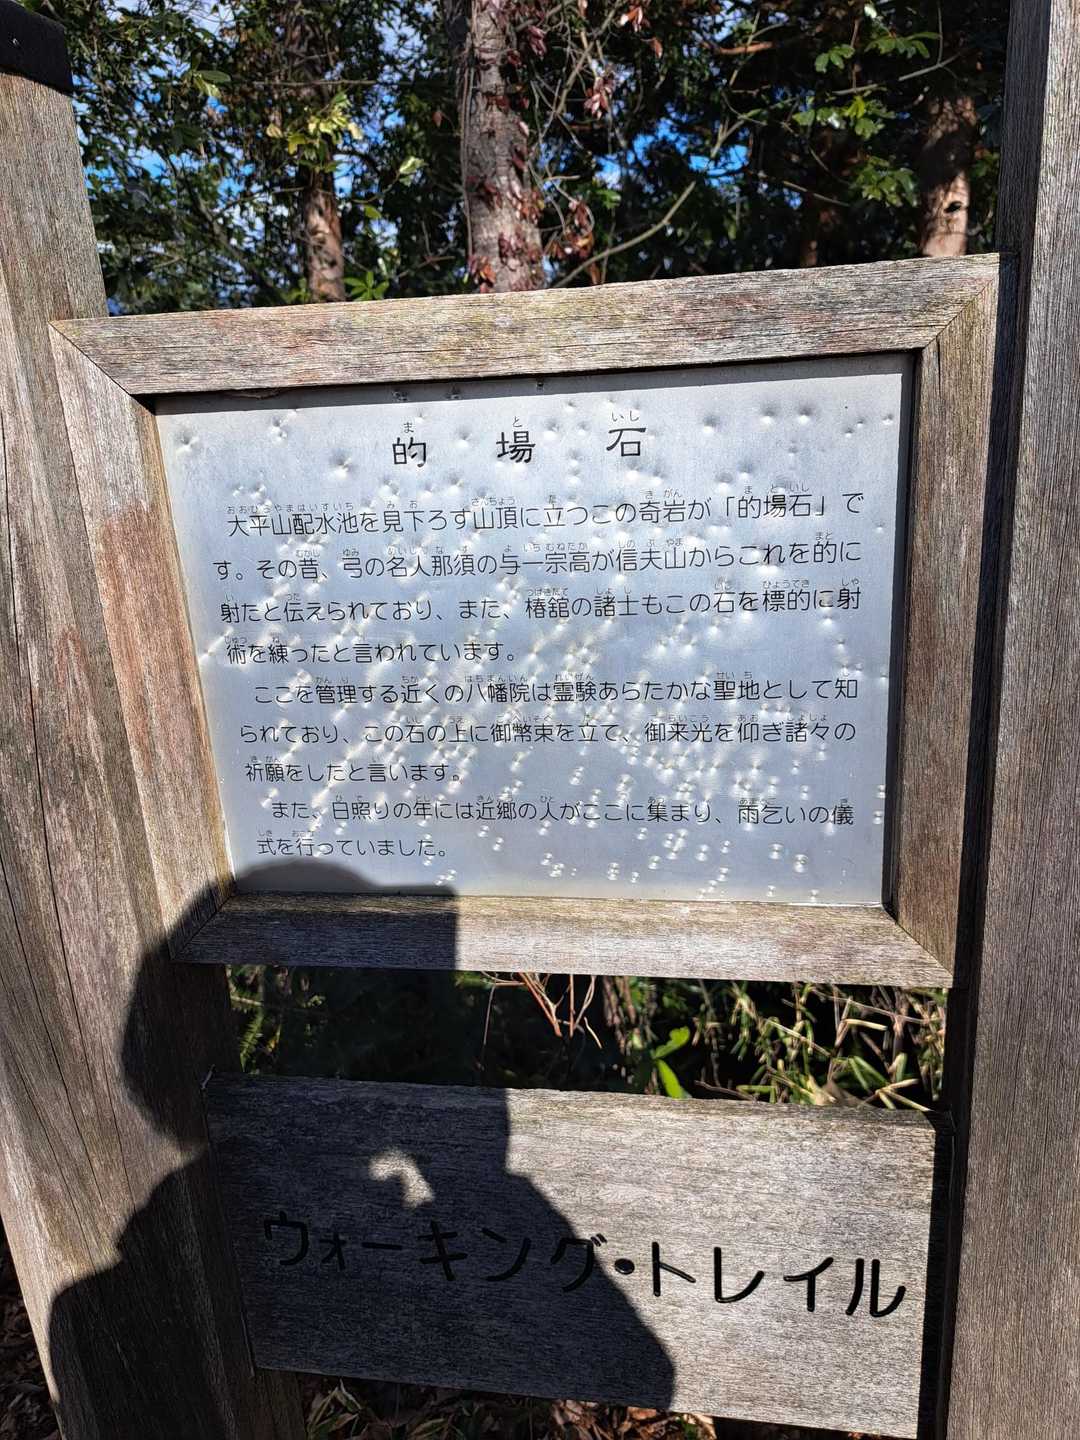 的場石
大平山配水池を見下ろす山頂に立つこの奇岩が「的場石」で
す。その昔、弓の名人那須の与一宗高が信夫山からこれを的に
射たと伝えられており、また、椿舘の諸士もこの石を標的に射
術を練ったと言われています。
ここを管理する近くの八幡院は霊験あらたかな聖地として知
られており、この石の上に御幣束を立て、御来光を仰ぎ諸々の
祈願をしたと言います。
また、日照りの年には近郷の人がここに集まり、雨乞いの儀
式を行っていました。
ウォーキング・トレイル